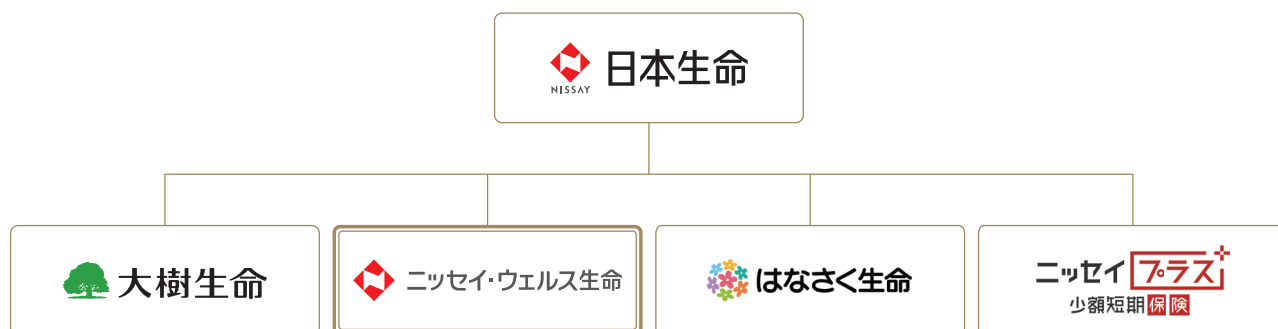 NISSAY
日本生命
大樹生命
ニッセイ・ウェルス生命
はなさく生命
ニッセイプラス
少額短期保険